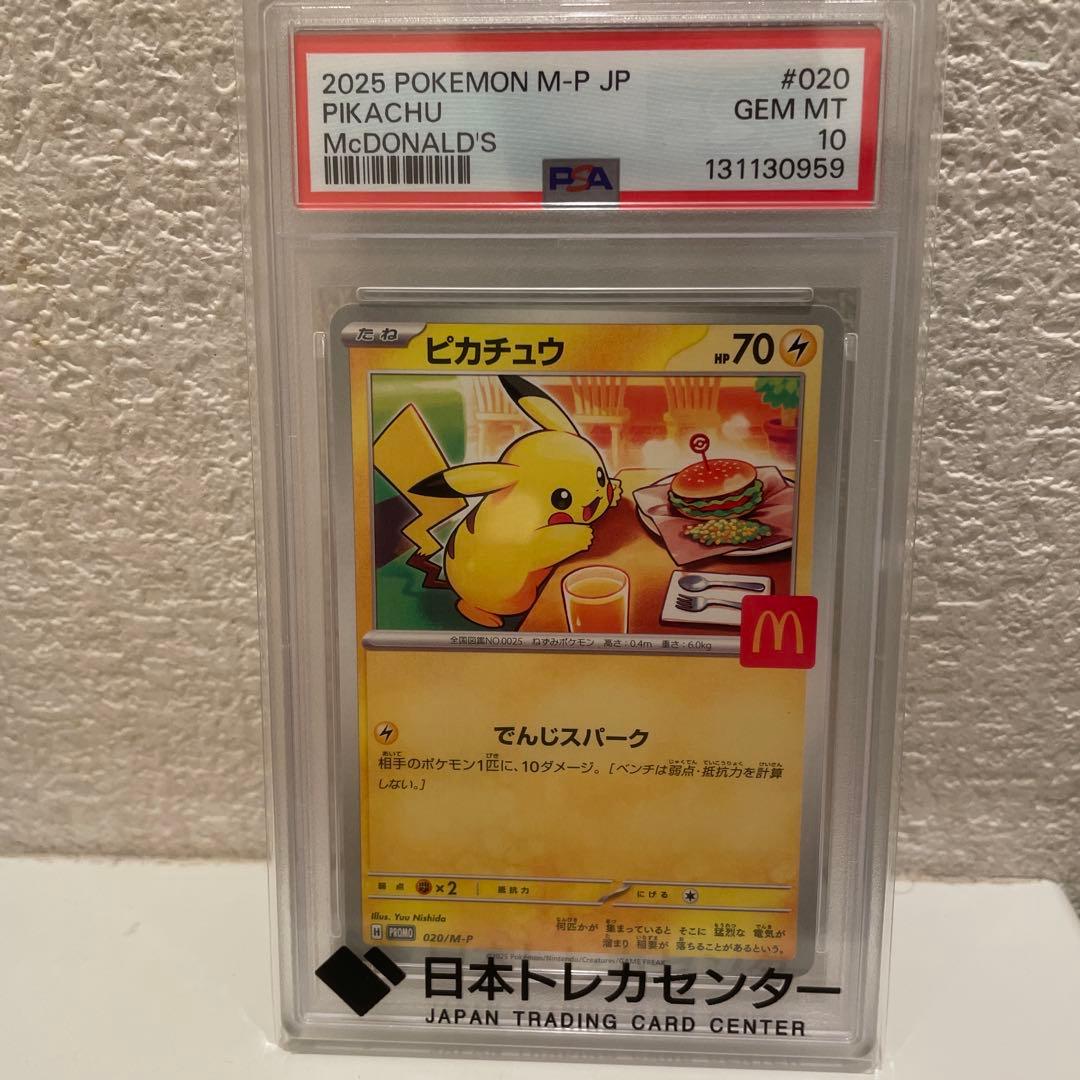 2025 POKEMON M-P JP #020
PIKACHU GEM MT
McDONALD'S 10
131130959
PSA
たね ピカチュウ HP70
全国図鑑NO.0025 ねずみポケモン 高さ:0.4m 重さ:6.0kg
でんじスパーク
相手のポケモン1匹に、10ダメージ。[ベンチは弱点・抵抗力を計算
しない。]
弱点 ×2 抵抗力 にげる
Illus. Yuu Nishida
H PROMO 020/M-P
何匹かが 集まっていると そこに 猛烈な 電気が
溜まり 稲妻が 落ちることがあるという。
©2025 Pokémon/Nintendo/Creatures/GAME FREAK
日本トレカセンター
JAPAN TRADING CARD CENTER